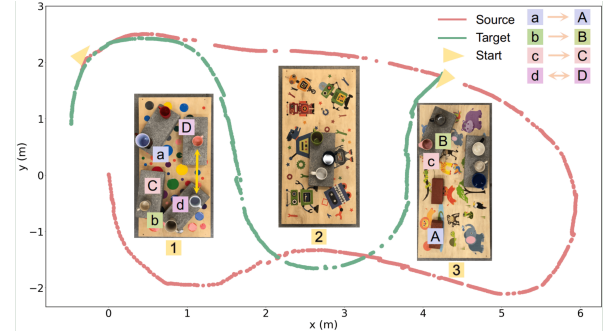 3
2
1
0
−1
−2
y (m)
0
1
2
3
4
5
6
x (m)
Source
Target
Start
a A
b B
c C
d D
D
a
C
d
b
1
2
B
c
A
3